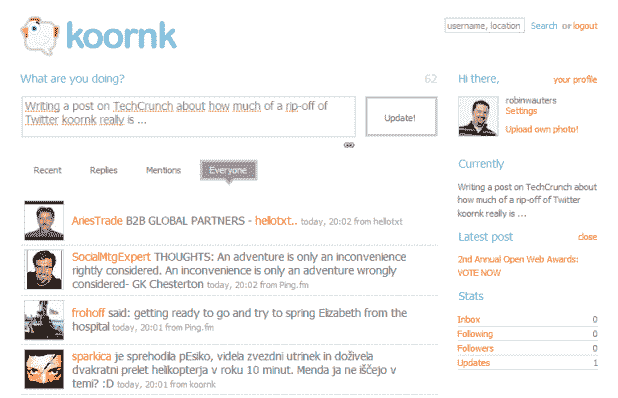 koornk
username, location
Search or logout
What are you doing?
62
Writing a post on TechCrunch about how much of a rip-off of
Twitter koornk really is ...
Update!
Recent
Replies
Mentions
Everyone
AriesTrade B2B GLOBAL PARTNERS - hellotxt.. today, 20:02 from hellotxt
SocialMtgExpert THOUGHTS: An adventure is only an inconvenience
rightly considered. An inconvenience is only an adventure wrongly
considered- GK Chesterton today, 20:02 from Ping.fm
frohoff said: getting ready to go and try to spring Elizabeth from the
hospital today, 20:01 from Ping.fm
sparkica je sprehodila pEsiko, videla zvezdni utrinek in doživela
dvakratni prelet helikopterja v roku 10 minut. Menda ja ne iščejo v
temi? :D today, 20:01 from koornk
Hi there,
your profile
robinwauters
Settings
Upload own photo!
Currently
Writing a post on TechCrunch about
how much of a rip-off of Twitter
koornk really is ...
Latest post
close
2nd Annual Open Web Awards:
VOTE NOW
Stats
Inbox 0
Following 0
Followers 0
Updates 1